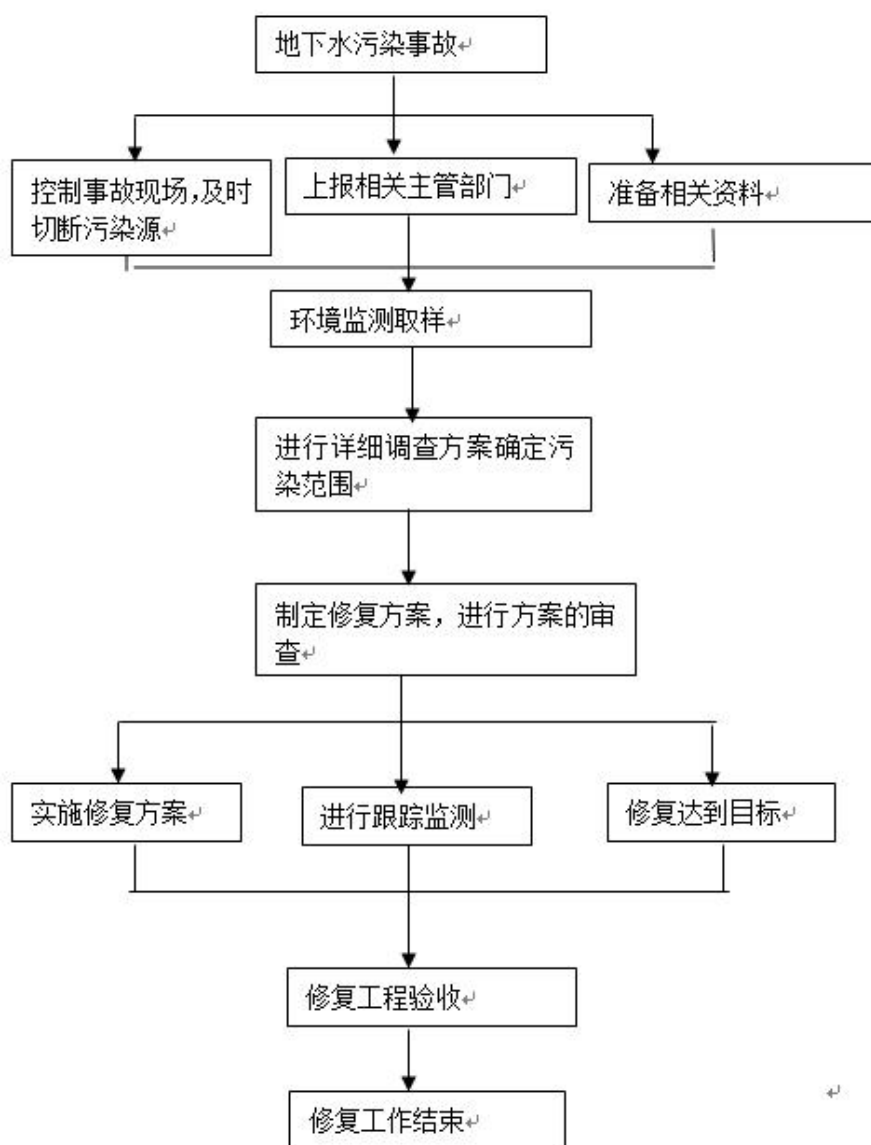 地下水污染事故
控制事故现场,及时
切断污染源
上报相关主管部门
准备相关资料
环境监测取样
进行详细调查方案确定污
染范围
制定修复方案，进行方案的审
查
实施修复方案
进行跟踪监测
修复达到目标
修复工程验收
修复工作结束